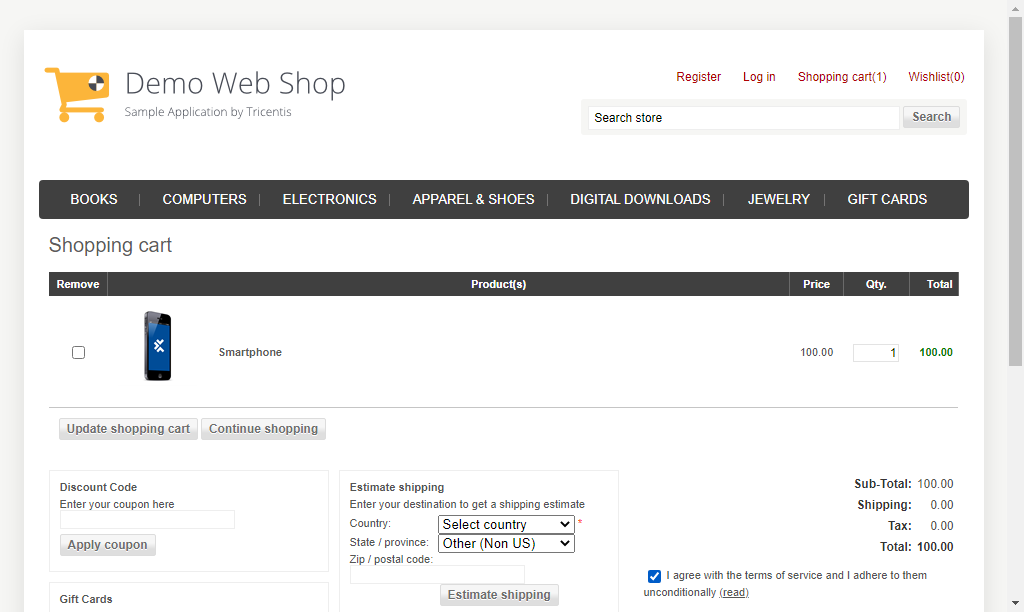 Demo Web Shop
Sample Application by Tricentis
Register Log in Shopping cart(1) Wishlist(0)
Search store Search
BOOKS COMPUTERS ELECTRONICS APPAREL & SHOES DIGITAL DOWNLOADS JEWELRY GIFT CARDS
Shopping cart
Remove Product(s) Price Qty. Total
Smartphone 100.00 1 100.00
Update shopping cart Continue shopping
Discount Code
Enter your coupon here
Apply coupon
Gift Cards
Estimate shipping
Enter your destination to get a shipping estimate
Country: Select country *
State / province: Other (Non US)
Zip / postal code:
Estimate shipping
Sub-Total: 100.00
Shipping: 0.00
Tax: 0.00
Total: 100.00
I agree with the terms of service and I adhere to them
unconditionally (read)